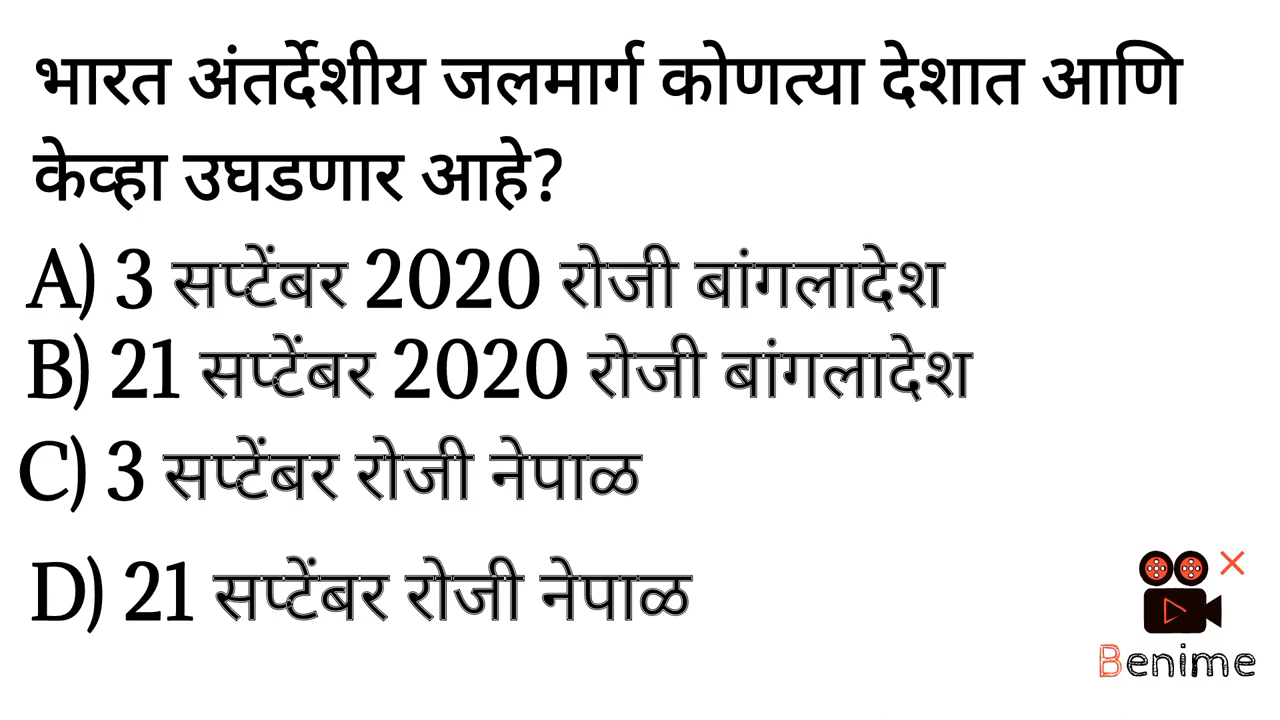 भारत अंतर्देशीय जलमार्ग कोणत्या देशात आणि
केव्हा उघडणार आहे?
A) 3 सप्टेंबर 2020 रोजी बांगलादेश
B) 21 सप्टेंबर 2020 रोजी बांगलादेश
C) 3 सप्टेंबर रोजी नेपाळ
D) 21 सप्टेंबर रोजी नेपाळ
Benime